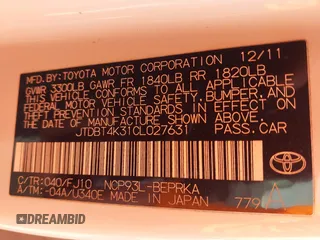 MFD. BY: TOYOTA MOTOR CORPORATION 12/11
GVWR 3300LB GAWR FR 1840LB RR 1820LB
THIS VEHICLE CONFORMS TO ALL APPLICABLE
FEDERAL MOTOR VEHICLE SAFETY, BUMPER, AND
THEFT PREVENTION STANDARDS IN EFFECT ON
THE DATE OF MANUFACTURE SHOWN ABOVE.
JTDBT4K31CL027631 PASS.CAR
C/TR:040/FJ10 NCP93L-BEPRKA
A/TM:-04A/U340E MADE IN JAPAN
TOYOTA
DREAMBID